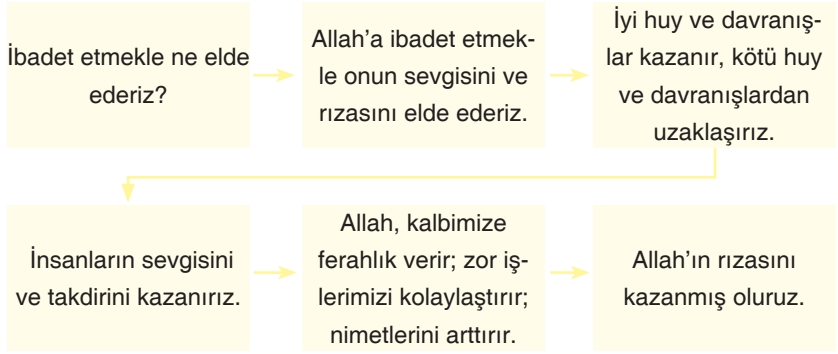 İbadet etmekle ne elde
ederiz?
Allah’a ibadet etmek-
le onun sevgisini ve
rızasını elde ederiz.
İyi huy ve davranış-
lar kazanır, kötü huy
ve davranışlardan
uzaklaşırız.
İnsanların sevgisini
ve takdirini kazanırız.
Allah, kalbimize
ferahlık verir; zor iş-
lerimizi kolaylaştırır;
nimetlerini arttırır.
Allah’ın rızasını
kazanmış oluruz.